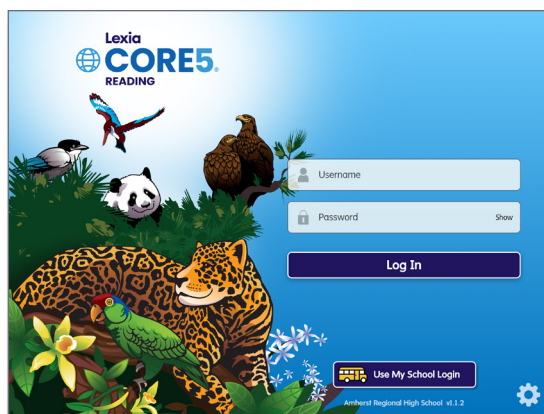 Lexia
CORE5®
READING
Username
Password
Show
Log In
Use My School Login
Amherst Regional High School v1.1.2